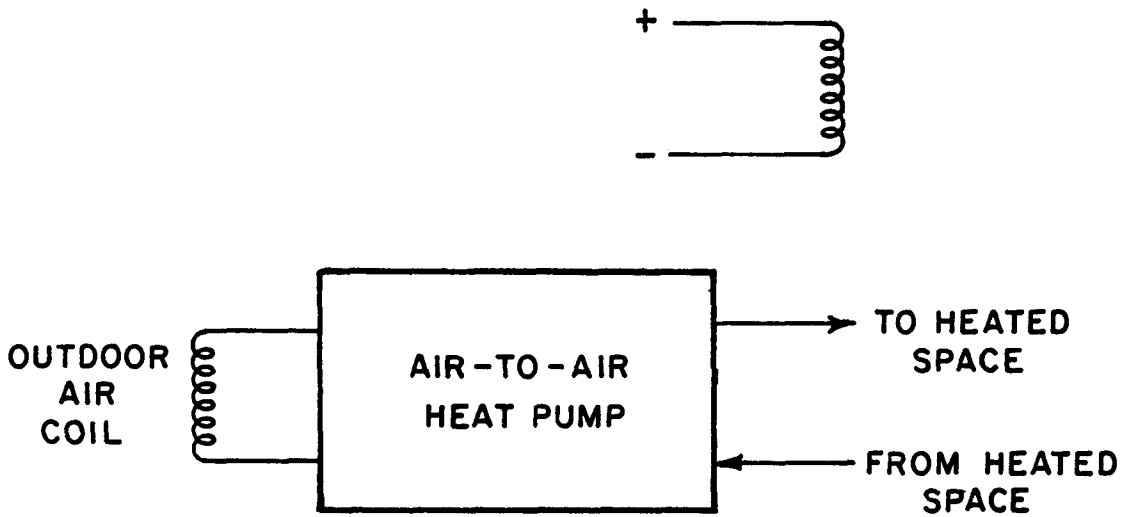 +
-
OUTDOOR
AIR
COIL
AIR-TO-AIR
HEAT PUMP
TO HEATED
SPACE
FROM HEATED
SPACE